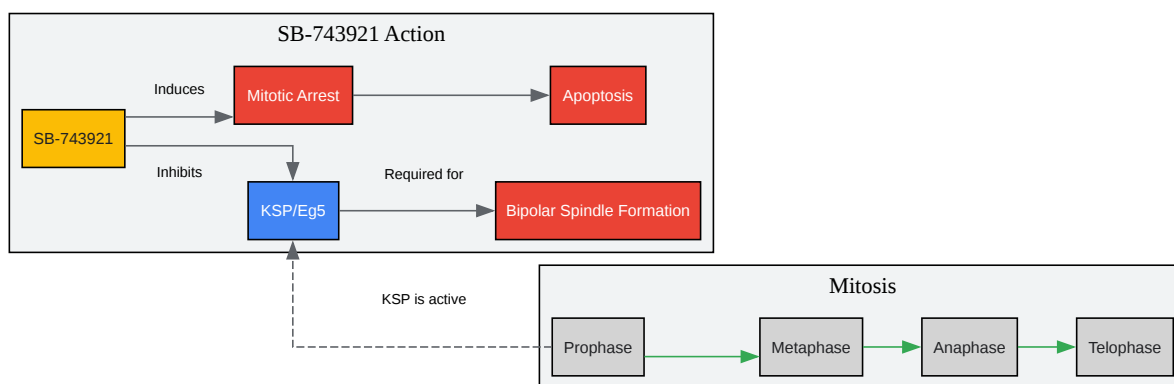 SB-743921 Action
Induces
Mitotic Arrest
Apoptosis
SB-743921
Inhibits
Required for
KSP/Eg5
Bipolar Spindle Formation
KSP is active
Mitosis
Prophase
Metaphase
Anaphase
Telophase